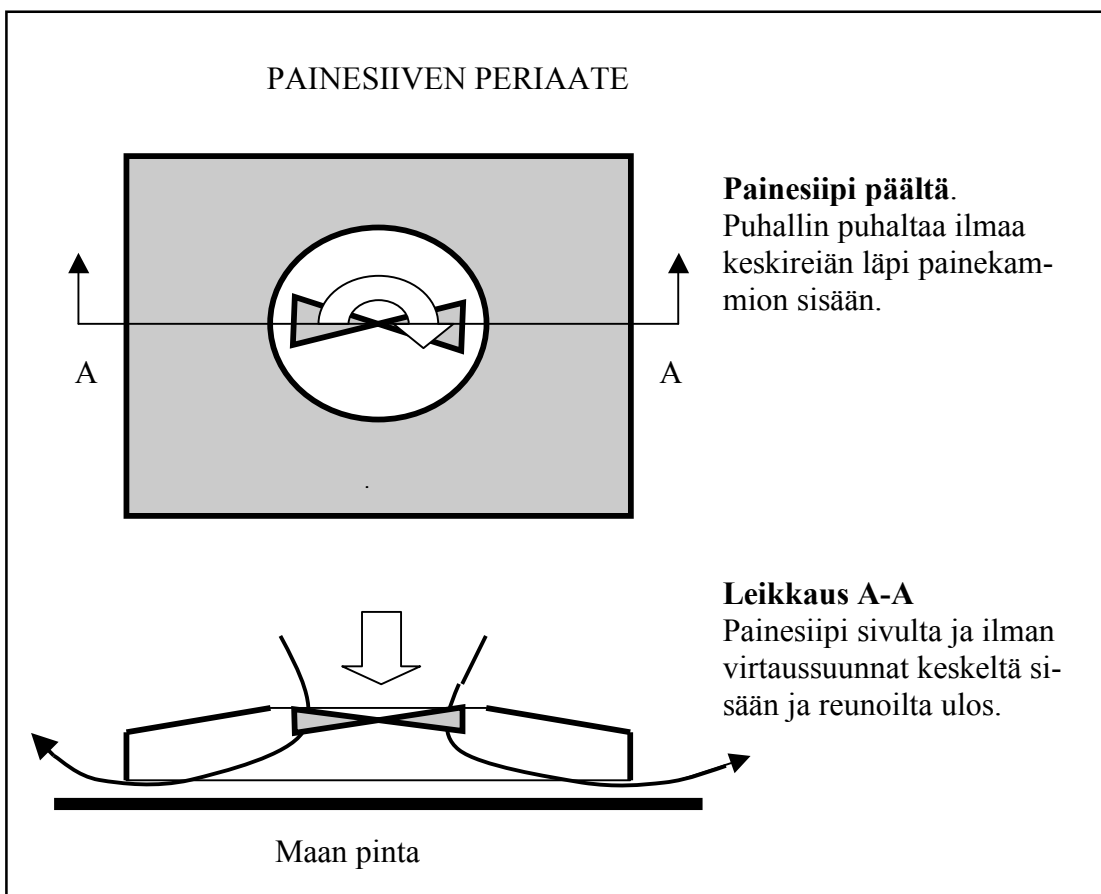 PAINESIIVEN PERIAATE
Painesiipi päältä.
Puhallin puhaltaa ilmaa
keskireiän läpi painekam-
mion sisään.
A
A
Leikkaus A-A
Painesiipi sivulta ja ilman
virtaussuunnat keskeltä si-
sään ja reunoilta ulos.
Maan pinta